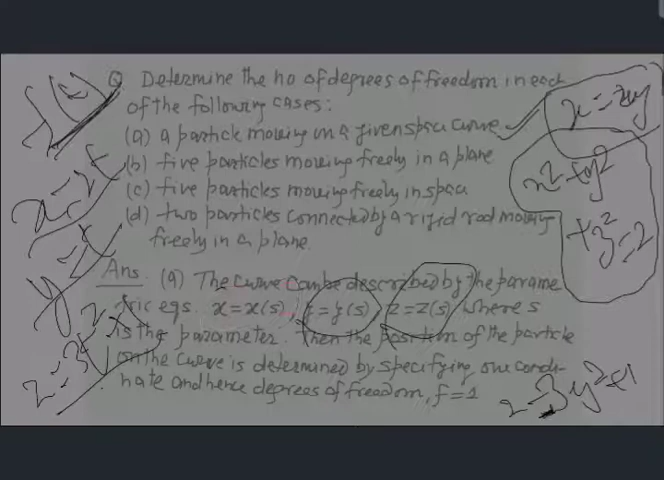 Q Determine the no of degrees of freedom in each
of the following cases:
(a) a particle moving on a given space curve
(b) five particles moving freely in a plane
(c) five particles moving freely in space
(d) two particles connected by a rigid rod moving
freely in a plane
Ans. (a) The curve can be described by the parame
tric eqs. x=x(s), y=y(s), z=z(s) where s
is the parameter. Then the position of the particle
on the curve is determined by specifying one coordi-
nate and hence degrees of freedom, f=1
x²+y²
+z²=2